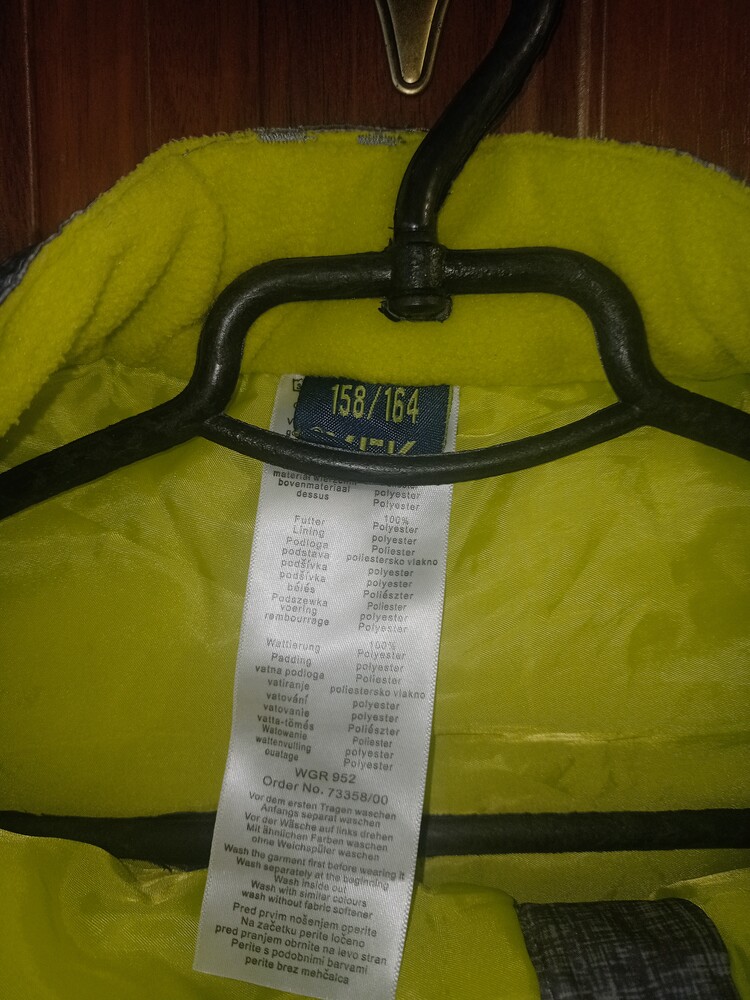 158/164
bovenmateriaal polyester
dessus Polyester
Futter 100%
Lining Polyester
Podloga polyester
podstava Poliester
podšívka poliestersko vlakno
podšívka polyester
bélés polyester
Podszewka Poliészter
voering Poliester
rembourrage polyester
Polyester
Wattierung 100%
Padding Polyester
vatna podloga polyester
vatiranje Poliester
vatování poliestersko vlakno
vatovanie polyester
vatta-tömés polyester
Watowanie Poliészter
wattenvulling Poliester
ouatage polyester
Polyester
WGR 952
Order No. 73358/00
Vor dem ersten Tragen waschen
Anfangs separat waschen
Vor der Wäsche auf links drehen
Mit ähnlichen Farben waschen
ohne Weichspüler waschen
Wash the garment first before wearing it
Wash separately at the beginning
Wash inside out
Wash with similar colours
wash without fabric softener
Pred prvim nošenjem operite
Na začetku perite ločeno
pred pranjem obrnite na levo stran
Perite s podobnimi barvami
perite brez mehčalca